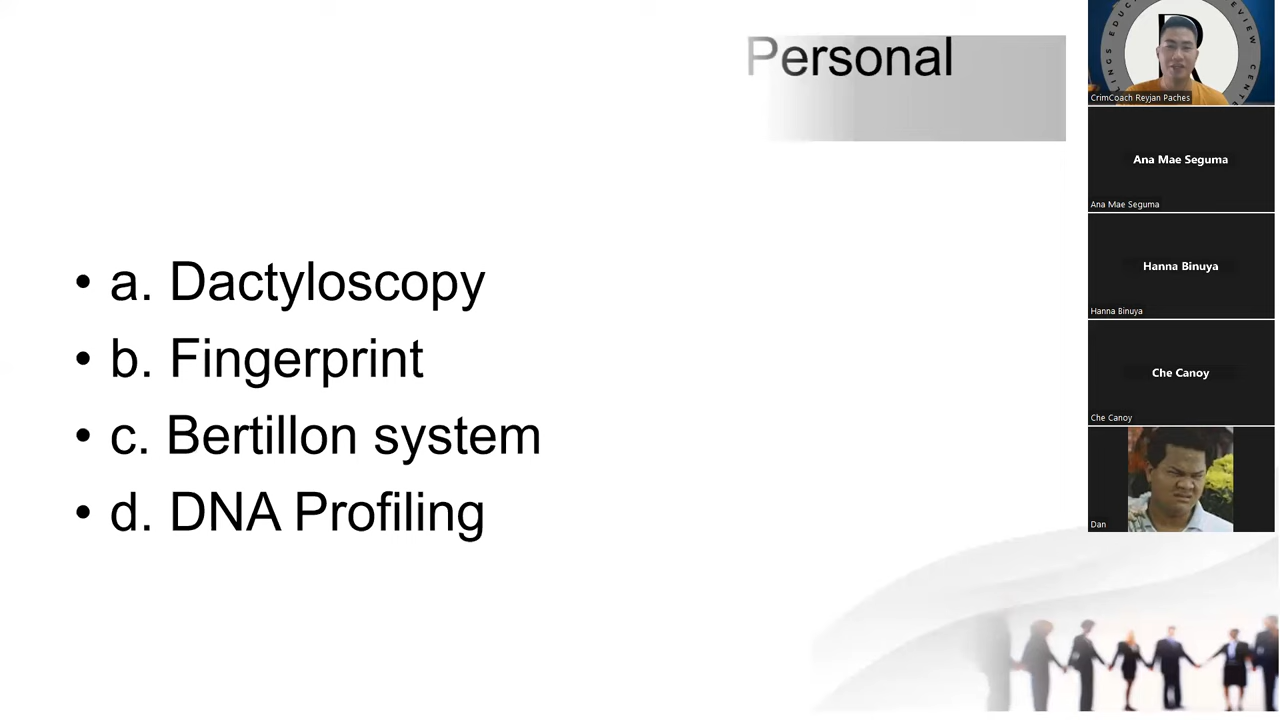 Personal
• a. Dactyloscopy
• b. Fingerprint
• c. Bertillon system
• d. DNA Profiling
R
CrimCoach Reyjan Paches
Ana Mae Seguma
Ana Mae Seguma
Hanna Binuya
Hanna Binuya
Che Canoy
Che Canoy
Dan